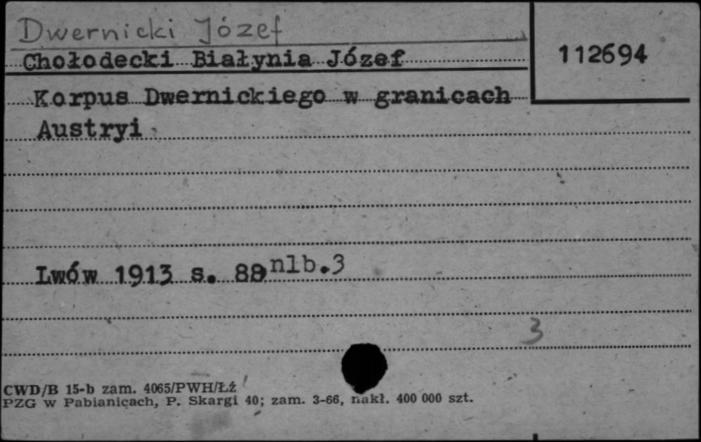 Dwernicki Józef
Chołodecki Białynia Józef
112694
Korpus Dwernickiego w granicach
Austryi
Lwów 1913 s. 88 nlb.3
3
CWD/B 15-b zam. 4065/PWH/Łź
PZG w Pabianicach, P. Skargi 40; zam. 3-66, nakł. 400 000 szt.